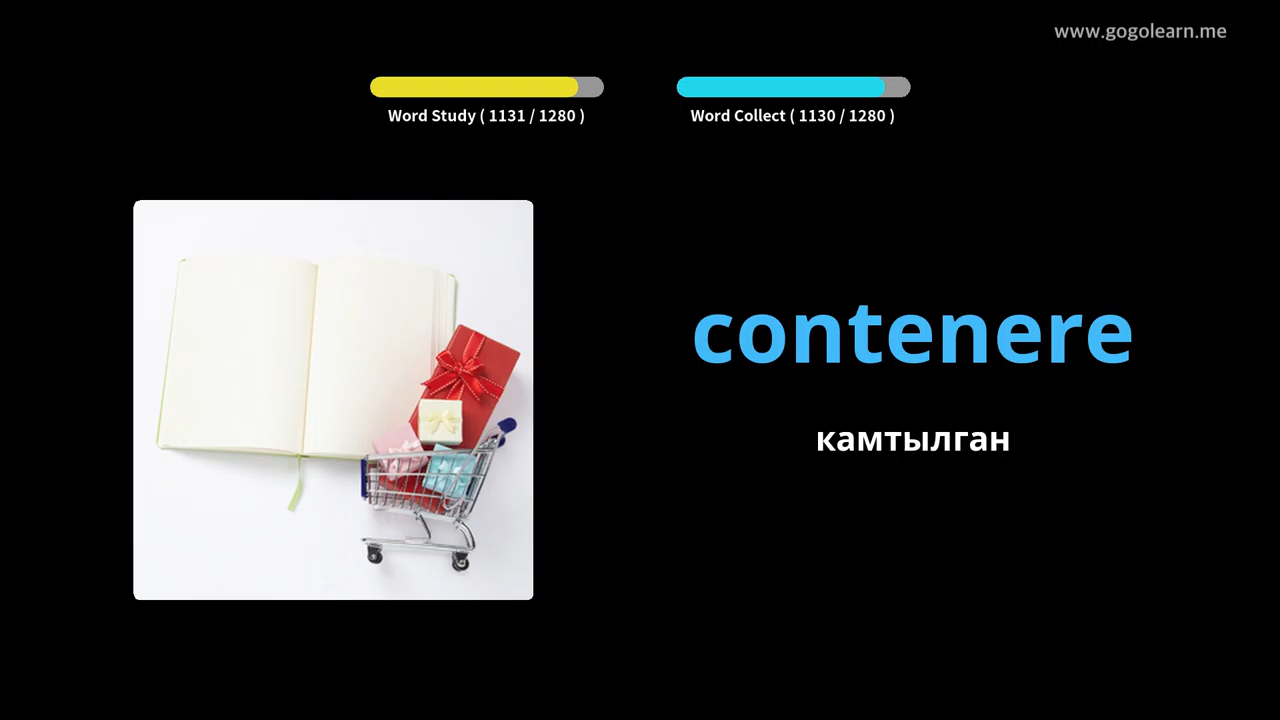 www.gogolearn.me
Word Study ( 1131 / 1280 )
Word Collect ( 1130 / 1280 )
contenere
камтылган